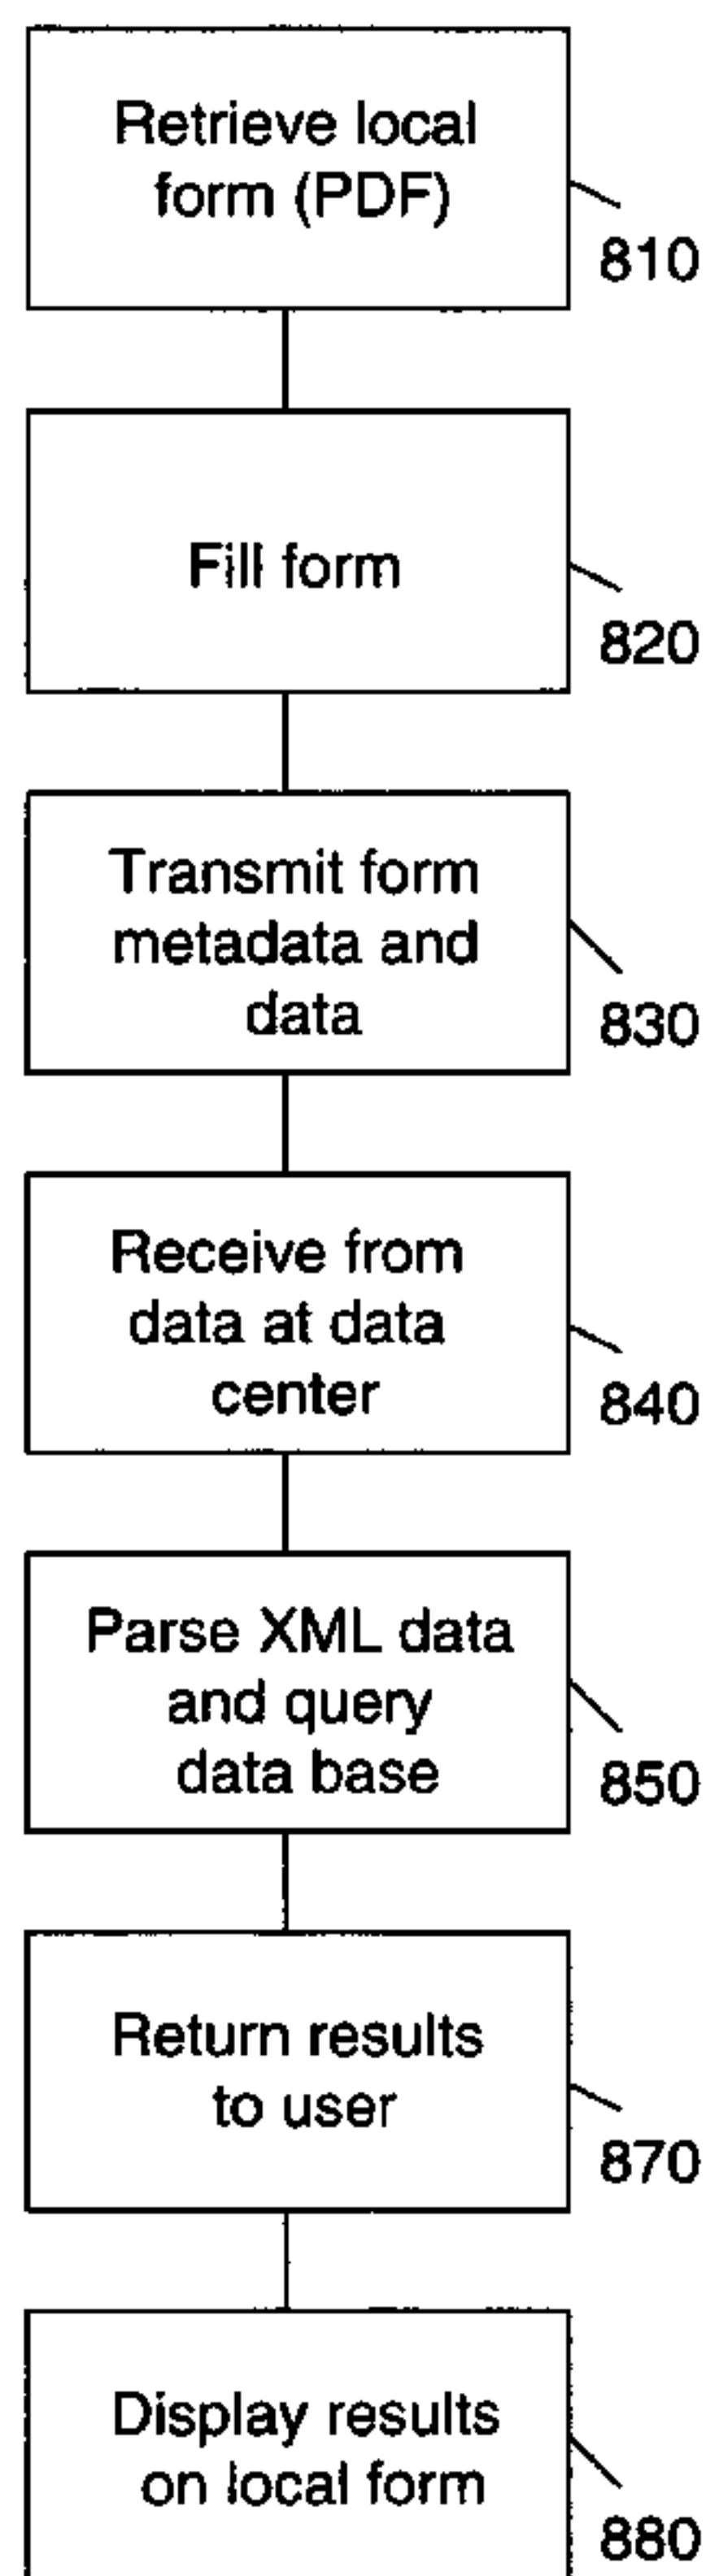 Retrieve local
form (PDF)
810
Fill form
820
Transmit form
metadata and
data
830
Receive from
data at data
center
840
Parse XML data
and query
data base
850
Return results
to user
870
Display results
on local form
880